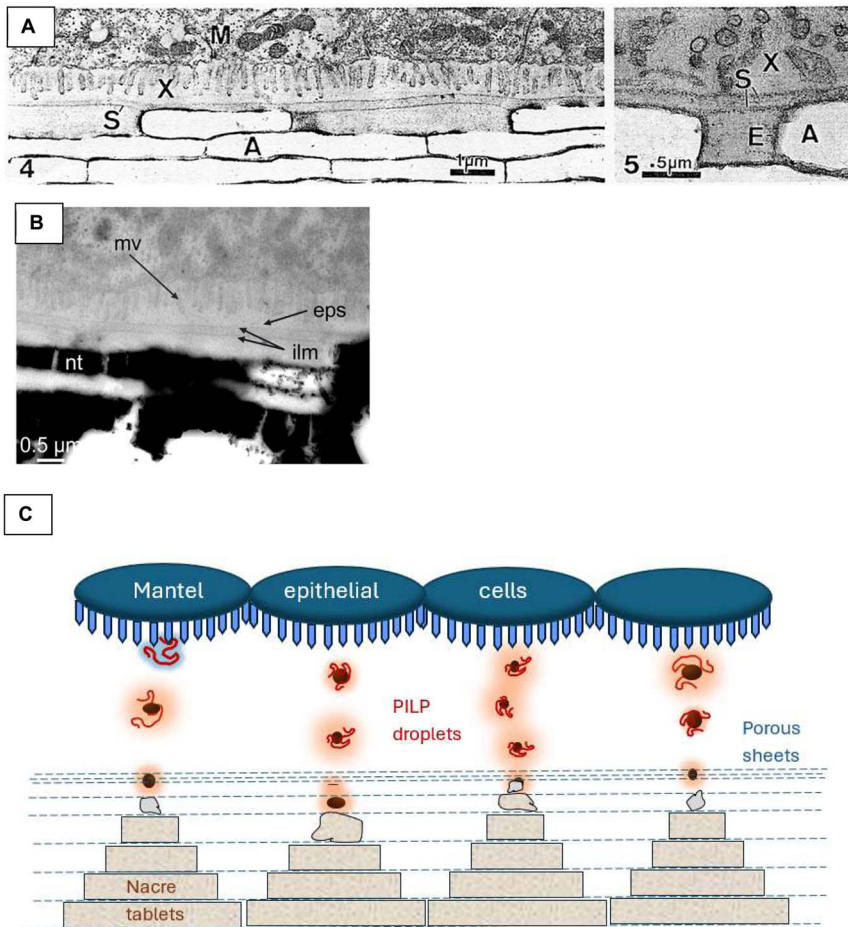 A
M
X
S
A
4
1μm
X
S
E
A
5
.5μm
B
mv
eps
ilm
nt
0.5 μm
C
Mantel epithelial cells
PILP
droplets
Porous
sheets
Nacre
tablets